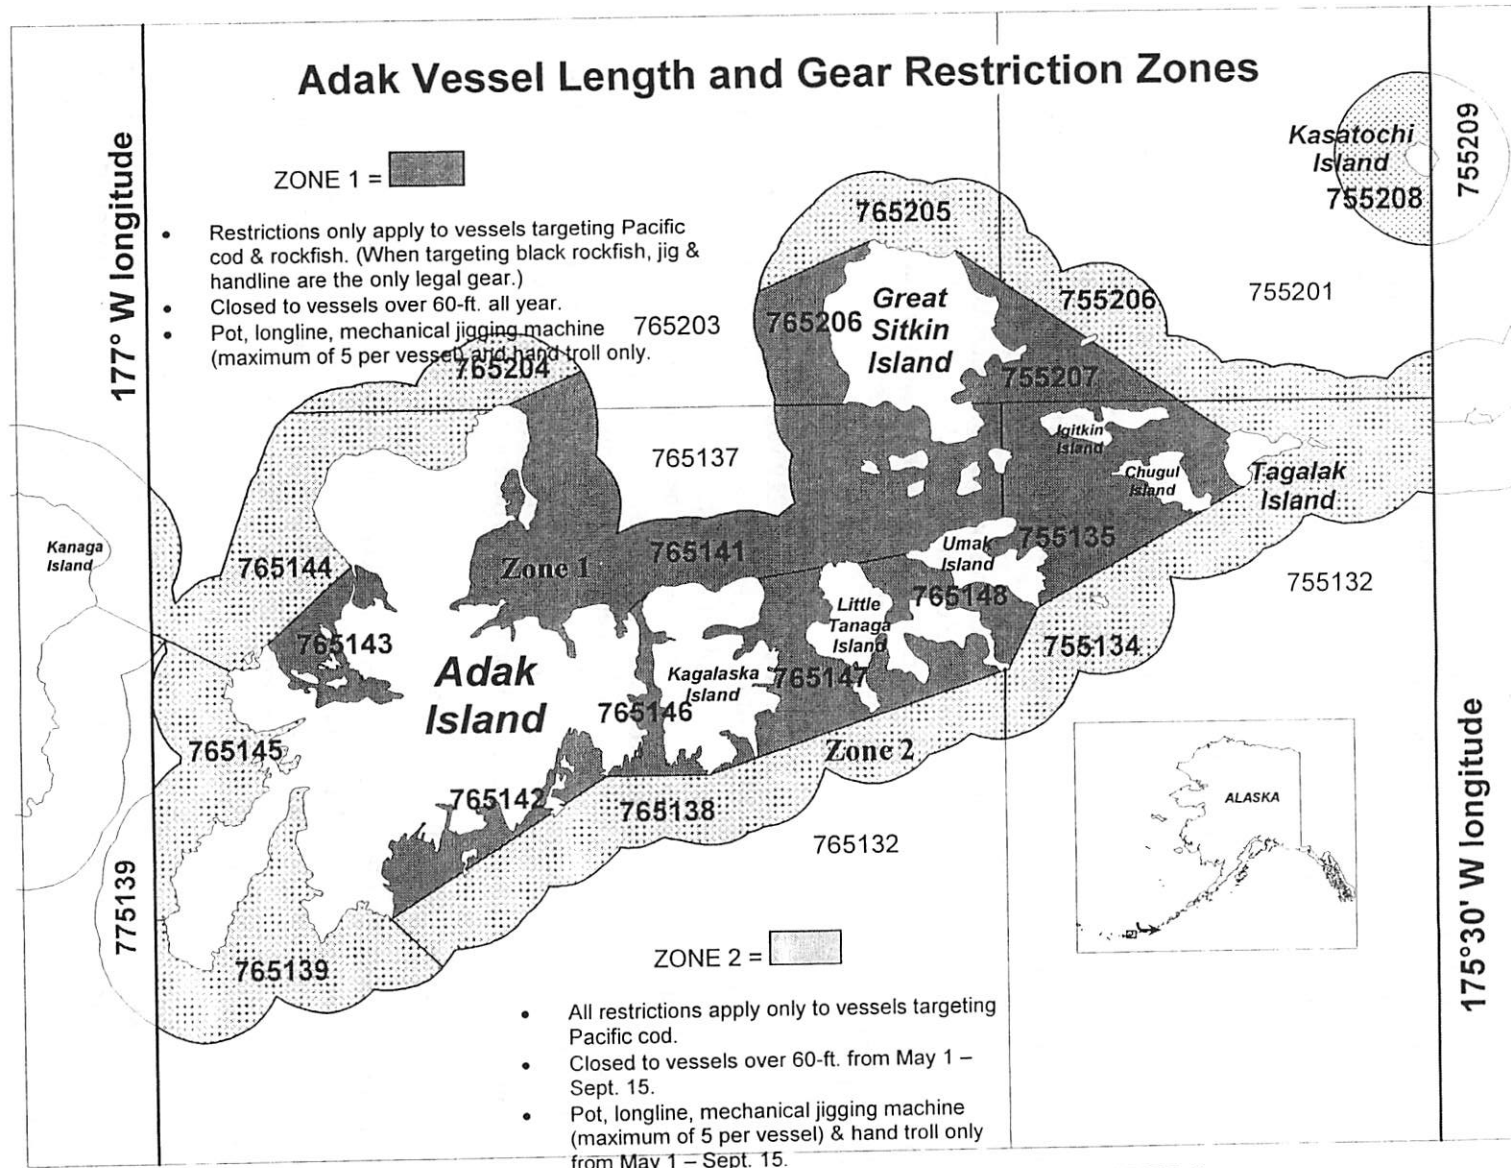 Adak Vessel Length and Gear Restriction Zones
177° W longitude
ZONE 1 =
• Restrictions only apply to vessels targeting Pacific
cod & rockfish. (When targeting black rockfish, jig &
handline are the only legal gear.)
• Closed to vessels over 60-ft. all year.
• Pot, longline, mechanical jigging machine
(maximum of 5 per vessel) and hand troll only.
765203
765204
765205
765206
Great
Sitkin
Island
755206
755207
755201
Kasatochi
Island
755208
755209
765137
Igitkin
Island
Chugul
Island
Tagalak
Island
Kanaga
Island
765144
Zone 1
765141
Umak
Island
755135
755132
765143
Little
Tanaga
Island
765148
755134
Adak
Island
Kagalaska
Island
765147
765146
765145
Zone 2
765142
765138
765132
ALASKA
775139
765139
175°30' W longitude
ZONE 2 =
• All restrictions apply only to vessels targeting
Pacific cod.
• Closed to vessels over 60-ft. from May 1 –
Sept. 15.
• Pot, longline, mechanical jigging machine
(maximum of 5 per vessel) & hand troll only
from May 1 – Sept. 15.